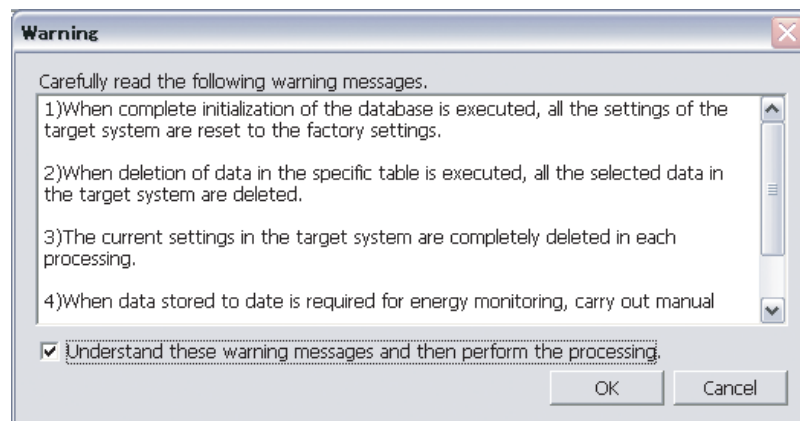 Warning
Carefully read the following warning messages.
1)When complete initialization of the database is executed, all the settings of the
target system are reset to the factory settings.
2)When deletion of data in the specific table is executed, all the selected data in
the target system are deleted.
3)The current settings in the target system are completely deleted in each
processing.
4)When data stored to date is required for energy monitoring, carry out manual
Understand these warning messages and then perform the processing.
OK
Cancel